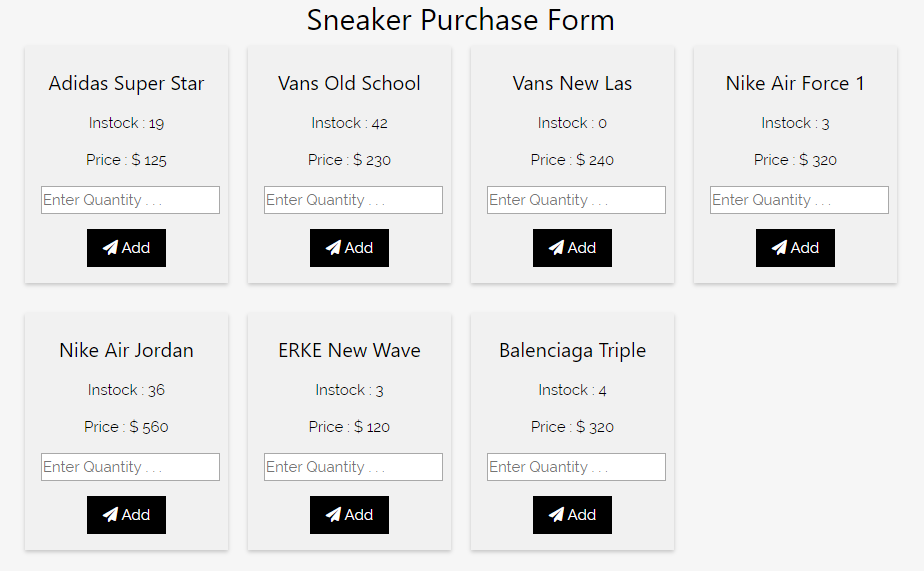 Sneaker Purchase Form
Adidas Super Star
Instock : 19
Price : $ 125
Enter Quantity . . .
Add
Vans Old School
Instock : 42
Price : $ 230
Enter Quantity . . .
Add
Vans New Las
Instock : 0
Price : $ 240
Enter Quantity . . .
Add
Nike Air Force 1
Instock : 3
Price : $ 320
Enter Quantity . . .
Add
Nike Air Jordan
Instock : 36
Price : $ 560
Enter Quantity . . .
Add
ERKE New Wave
Instock : 3
Price : $ 120
Enter Quantity . . .
Add
Balenciaga Triple
Instock : 4
Price : $ 320
Enter Quantity . . .
Add